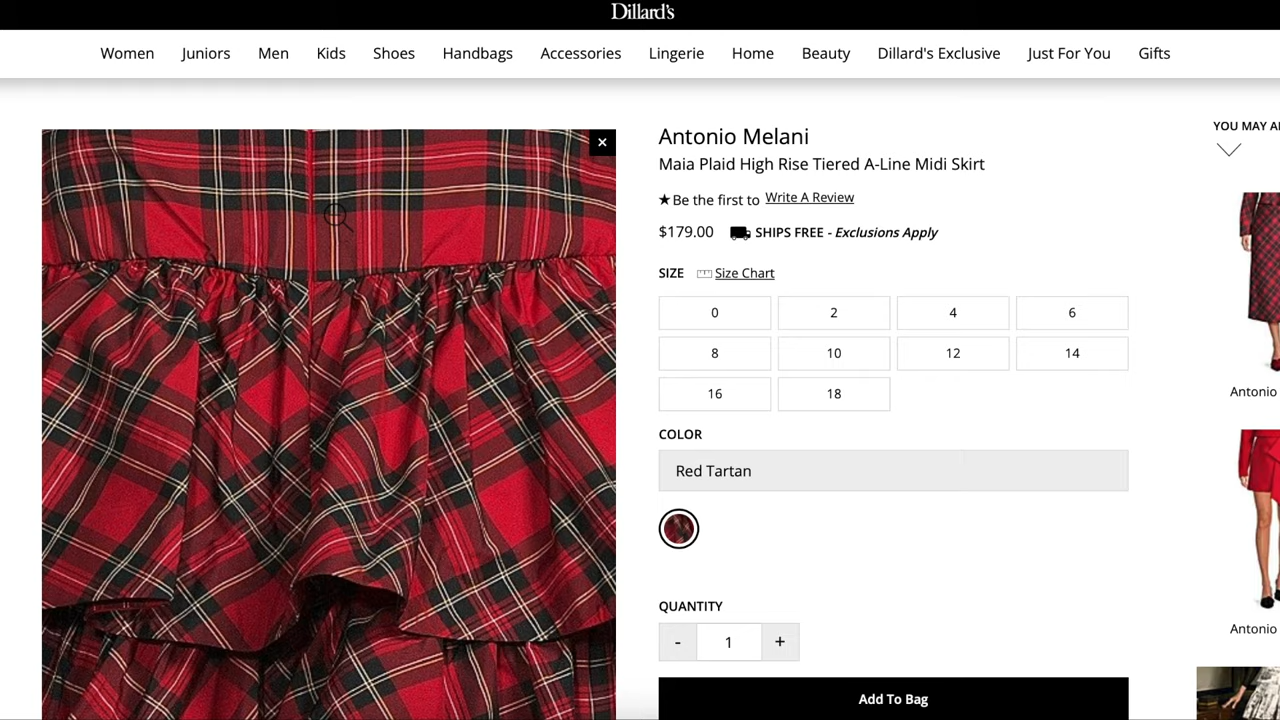 Dillard's
Women Juniors Men Kids Shoes Handbags Accessories Lingerie Home Beauty Dillard's Exclusive Just For You Gifts
YOU MAY
Antonio Melani
Maia Plaid High Rise Tiered A-Line Midi Skirt
★Be the first to Write A Review
$179.00 SHIPS FREE - Exclusions Apply
SIZE Size Chart
0 2 4 6
8 10 12 14
16 18
COLOR
Red Tartan
QUANTITY
- 1 +
Add To Bag
Antonio
Antonio